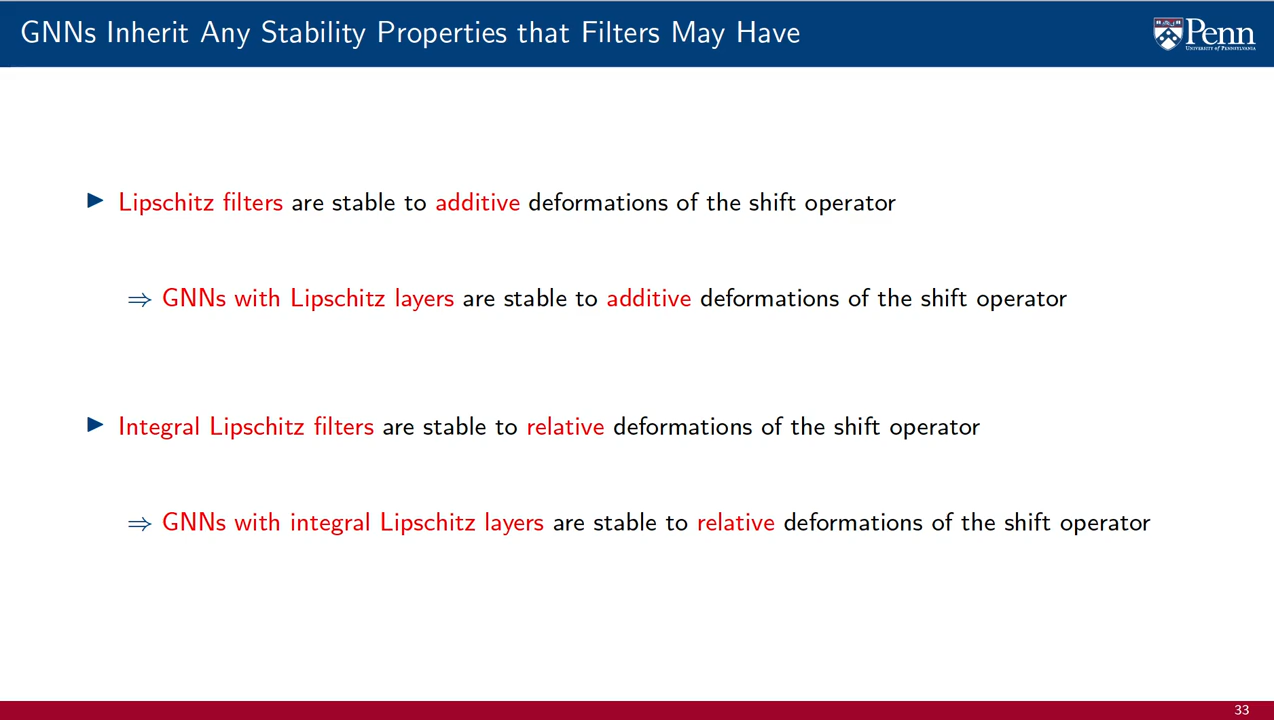 GNNs Inherit Any Stability Properties that Filters May Have
Penn
UNIVERSITY of PENNSYLVANIA
▶ Lipschitz filters are stable to additive deformations of the shift operator
⇒ GNNs with Lipschitz layers are stable to additive deformations of the shift operator
▶ Integral Lipschitz filters are stable to relative deformations of the shift operator
⇒ GNNs with integral Lipschitz layers are stable to relative deformations of the shift operator
33